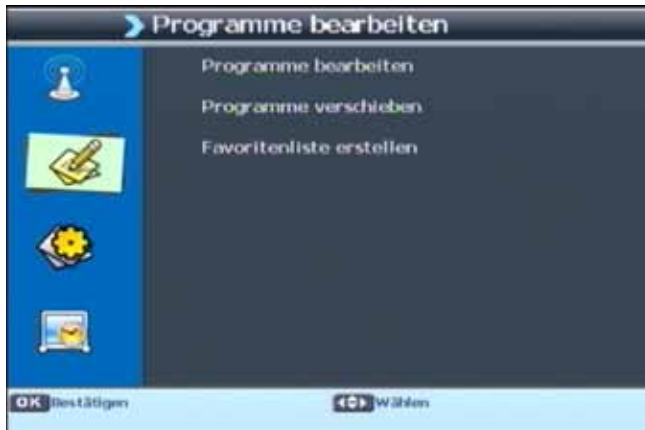 Programme bearbeiten
Programme bearbeiten
Programme verschieben
Favoritenliste erstellen
OK Bestätigen
Wählen